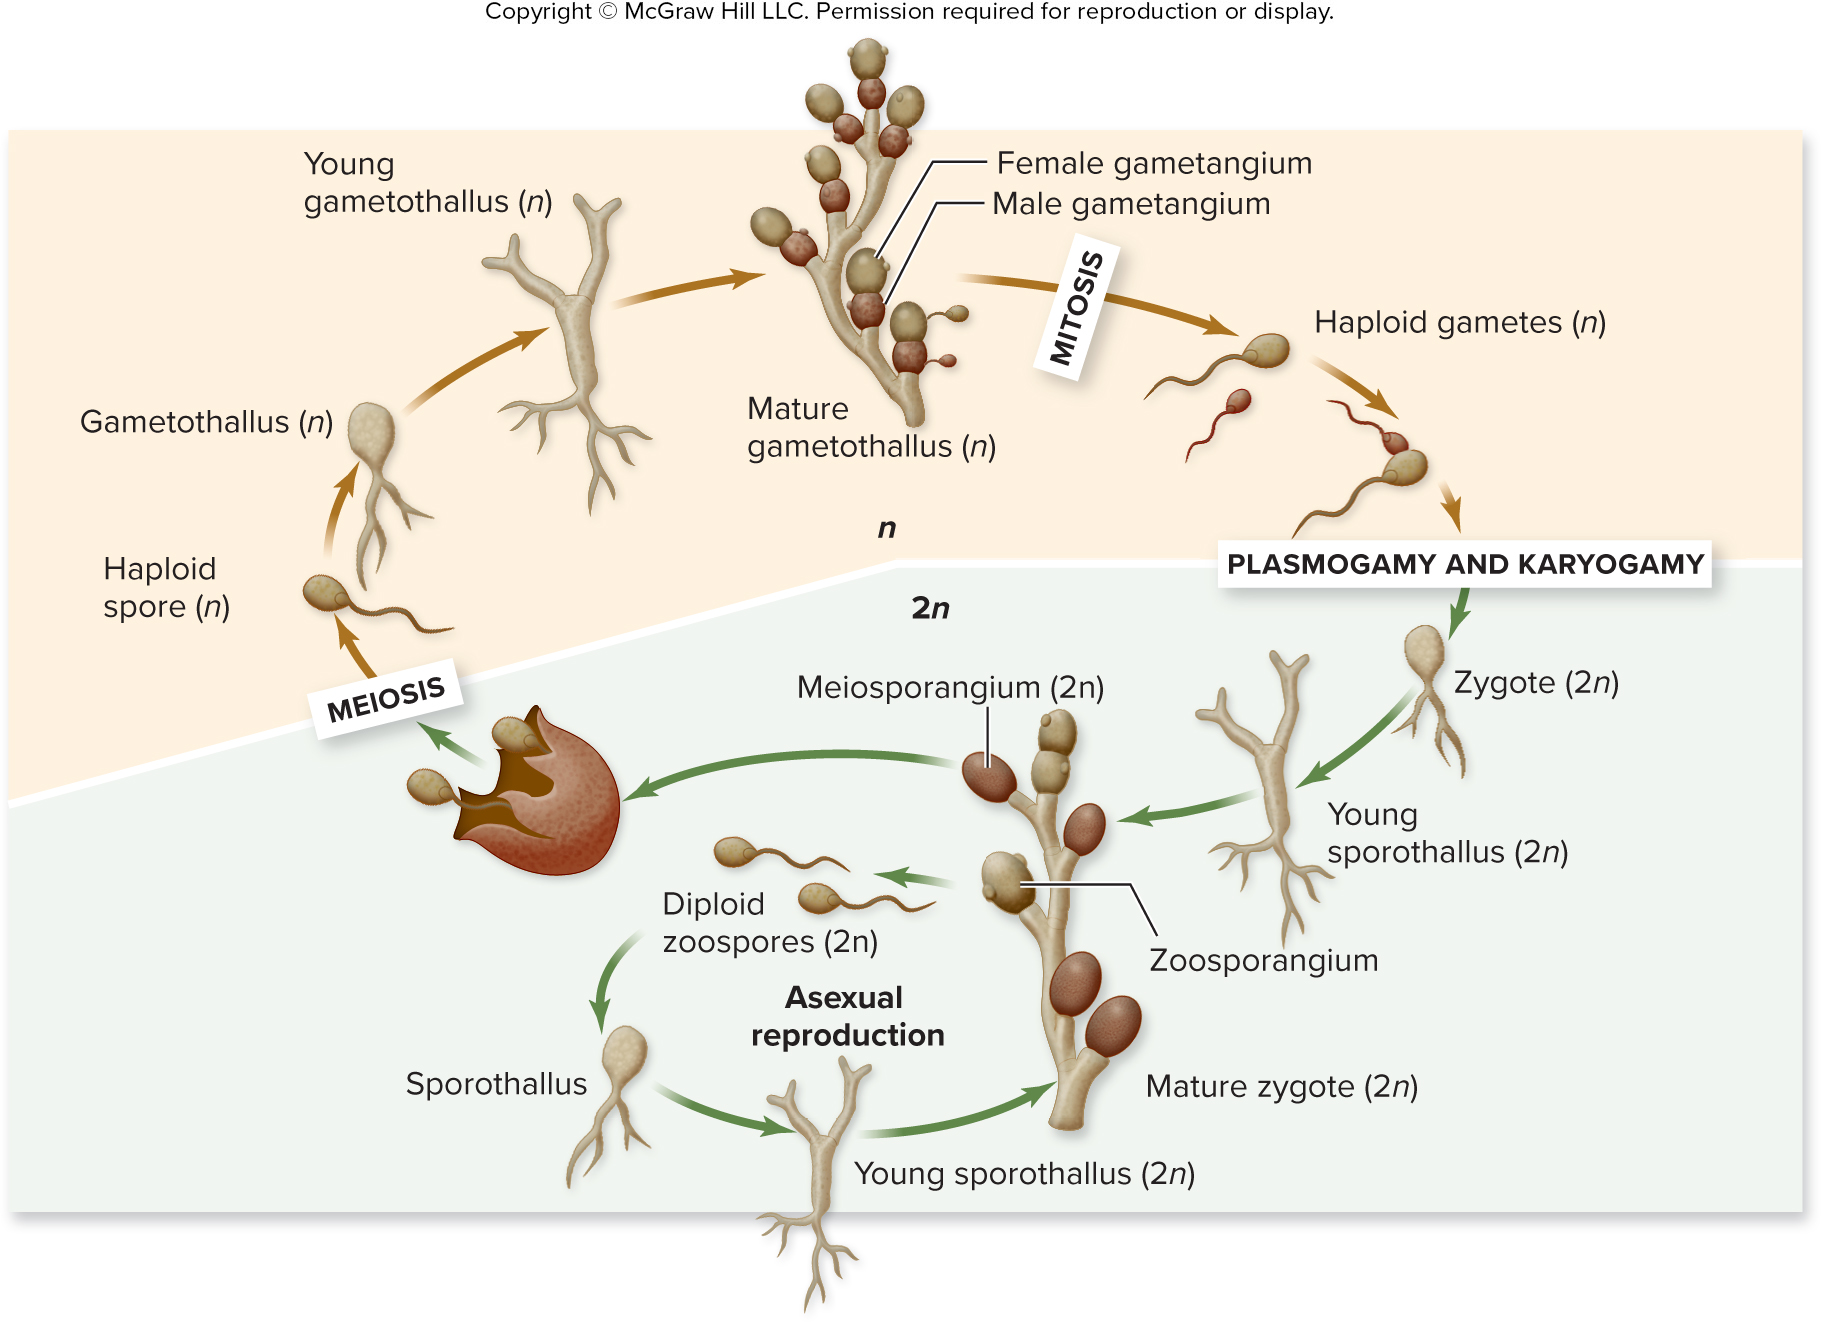 Copyright © McGraw Hill LLC. Permission required for reproduction or display.
Young
gametothallus (n)
Female gametangium
Male gametangium
MITOSIS
Haploid gametes (n)
Gametothallus (n)
Mature
gametothallus (n)
n
Haploid
spore (n)
PLASMOGAMY AND KARYOGAMY
2n
MEIOSIS
Meiosporangium (2n)
Zygote (2n)
Young
sporothallus (2n)
Diploid
zoospores (2n)
Zoosporangium
Asexual
reproduction
Sporothallus
Mature zygote (2n)
Young sporothallus (2n)